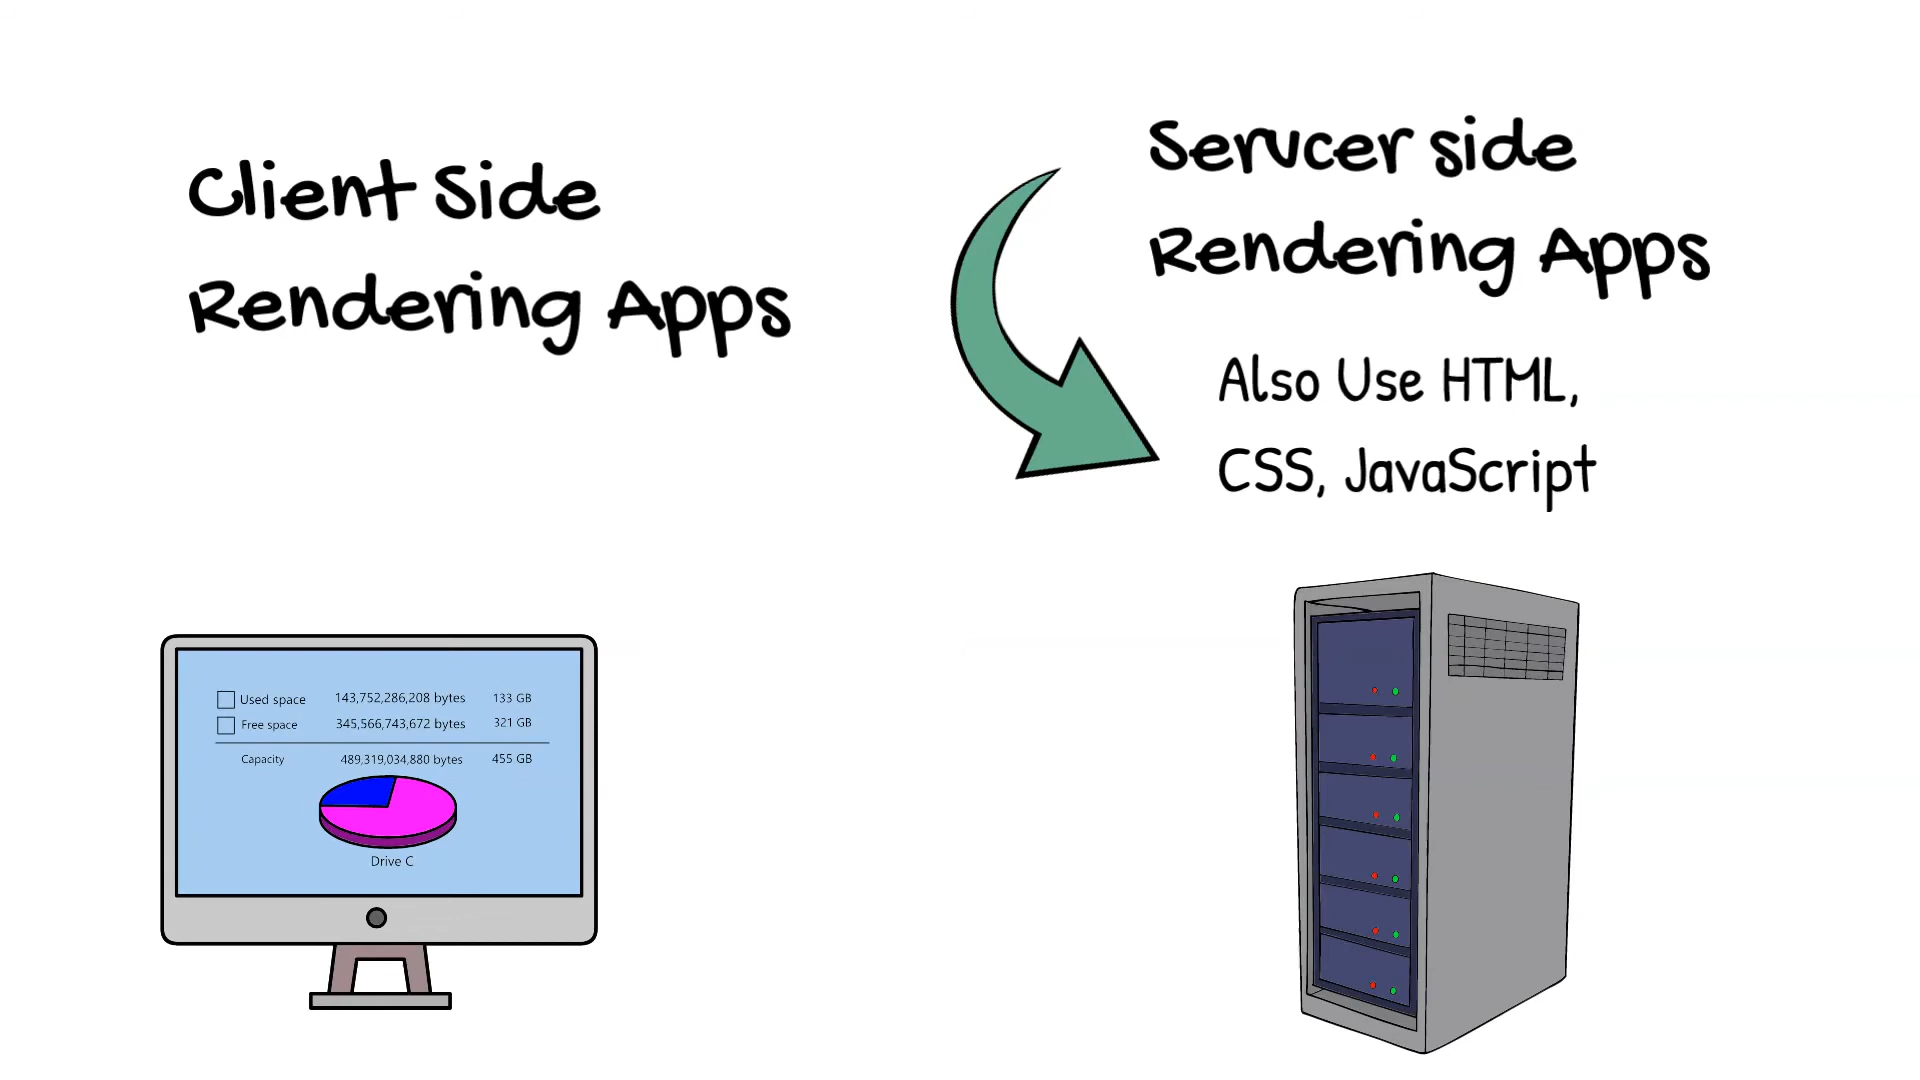 Client Side
Rendering Apps
Servcer side
Rendering Apps
Also Use HTML,
CSS, JavaScript
Used space 143,752,286,208 bytes 133 GB
Free space 345,566,743,672 bytes 321 GB
Capacity 489,319,034,880 bytes 455 GB
Drive C